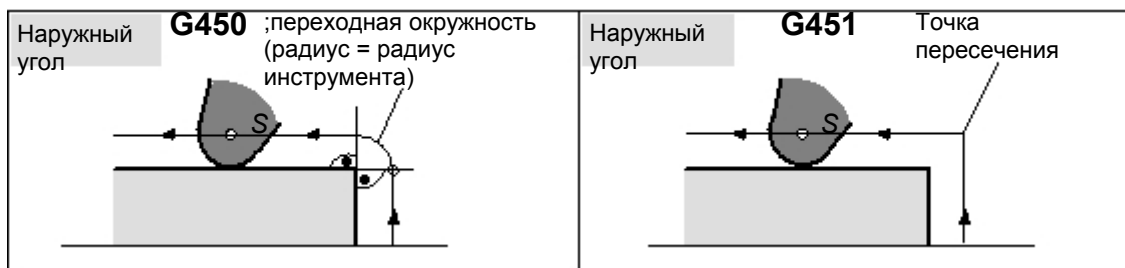 Наружный
угол
G450 ;переходная окружность
(радиус = радиус
инструмента)
S
Наружный
угол
G451
Точка
пересечения
S